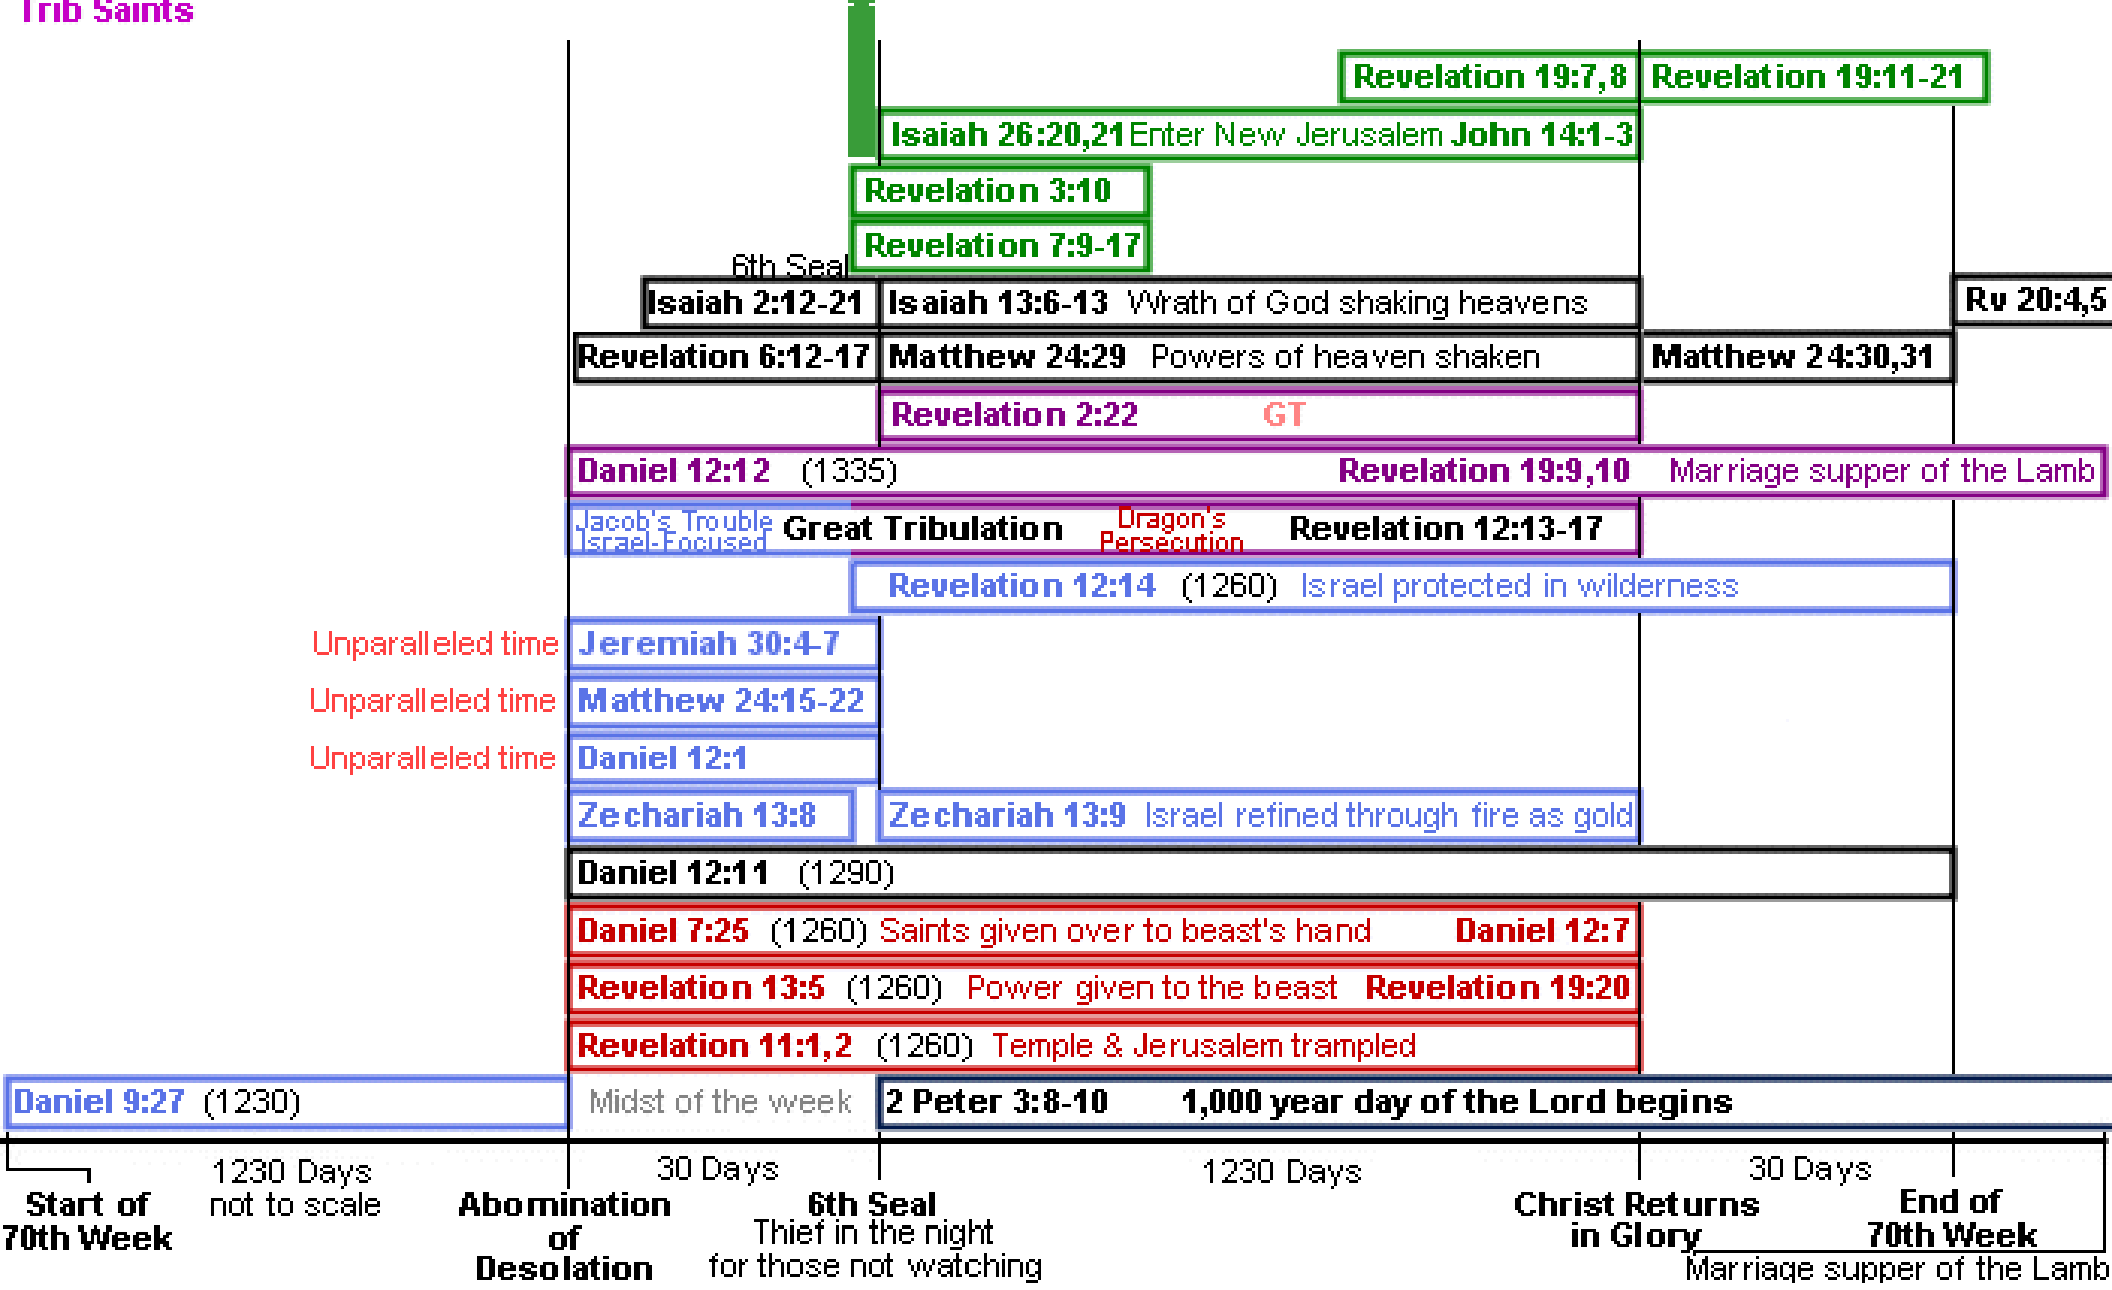 Trib Saints
Revelation 19:7,8 Revelation 19:11-21
Isaiah 26:20,21 Enter New Jerusalem John 14:1-3
Revelation 3:10
Revelation 7:9-17
6th Seal
Isaiah 2:12-21 Isaiah 13:6-13 Wrath of God shaking heavens Rv 20:4,5
Revelation 6:12-17 Matthew 24:29 Powers of heaven shaken Matthew 24:30,31
Revelation 2:22 GT
Daniel 12:12 (1335) Revelation 19:9,10 Marriage supper of the Lamb
Jacob's Trouble
Israel-Focused
Great Tribulation
Dragon's
Persecution
Revelation 12:13-17
Revelation 12:14 (1260) Israel protected in wilderness
Unparalleled time Jeremiah 30:4-7
Unparalleled time Matthew 24:15-22
Unparalleled time Daniel 12:1
Zechariah 13:8 Zechariah 13:9 Israel refined through fire as gold
Daniel 12:11 (1290)
Daniel 7:25 (1260) Saints given over to beast's hand Daniel 12:7
Revelation 13:5 (1260) Power given to the beast Revelation 19:20
Revelation 11:1,2 (1260) Temple & Jerusalem trampled
Daniel 9:27 (1230) Midst of the week 2 Peter 3:8-10 1,000 year day of the Lord begins
1230 Days
not to scale
30 Days
1230 Days
30 Days
Start of
70th Week
Abomination
of
Desolation
6th Seal
Thief in the night
for those not watching
Christ Returns
in Glory
End of
70th Week
Marriage supper of the Lamb